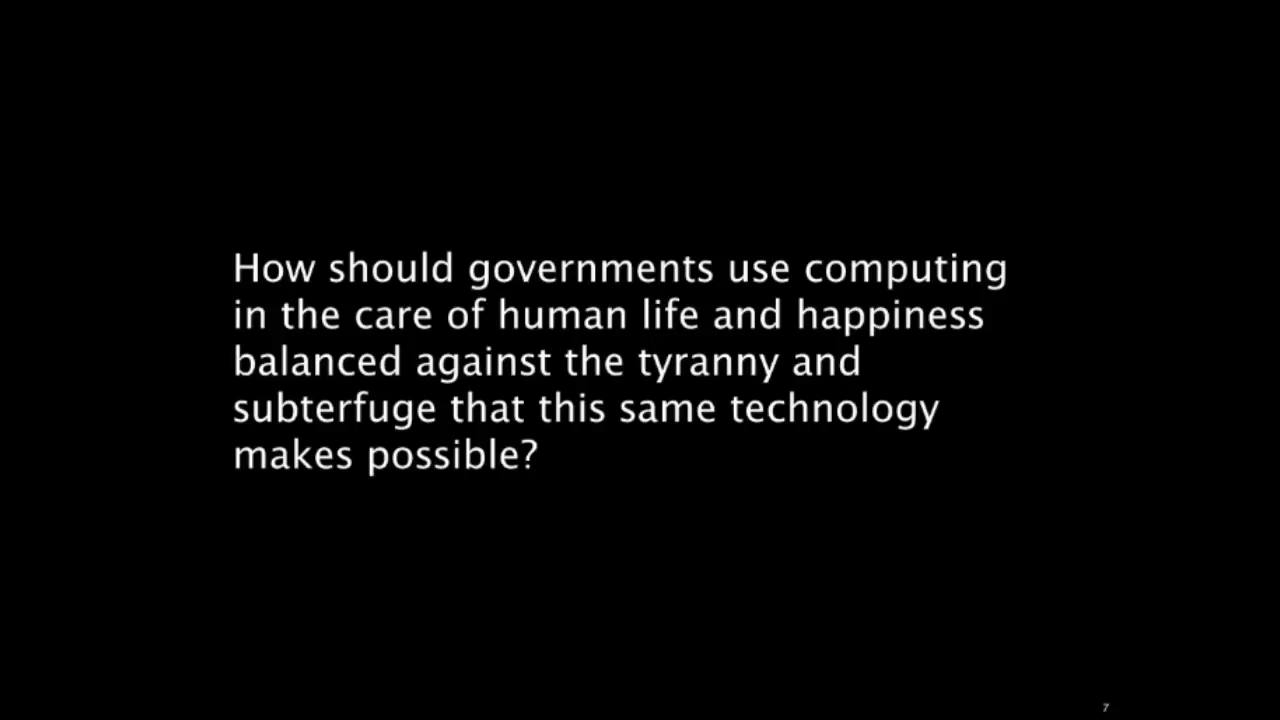 How should governments use computing
in the care of human life and happiness
balanced against the tyranny and
subterfuge that this same technology
makes possible?
7